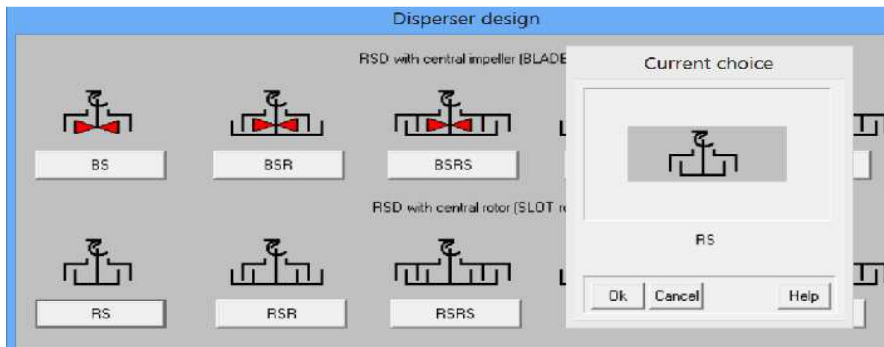 Disperser design
RSD with central impeller (BLADE
Current choice
BS
BSR
BSRS
RSD with central rotor (SLOT
RS
RS
RSR
RSRS
Ok
Cancel
Help